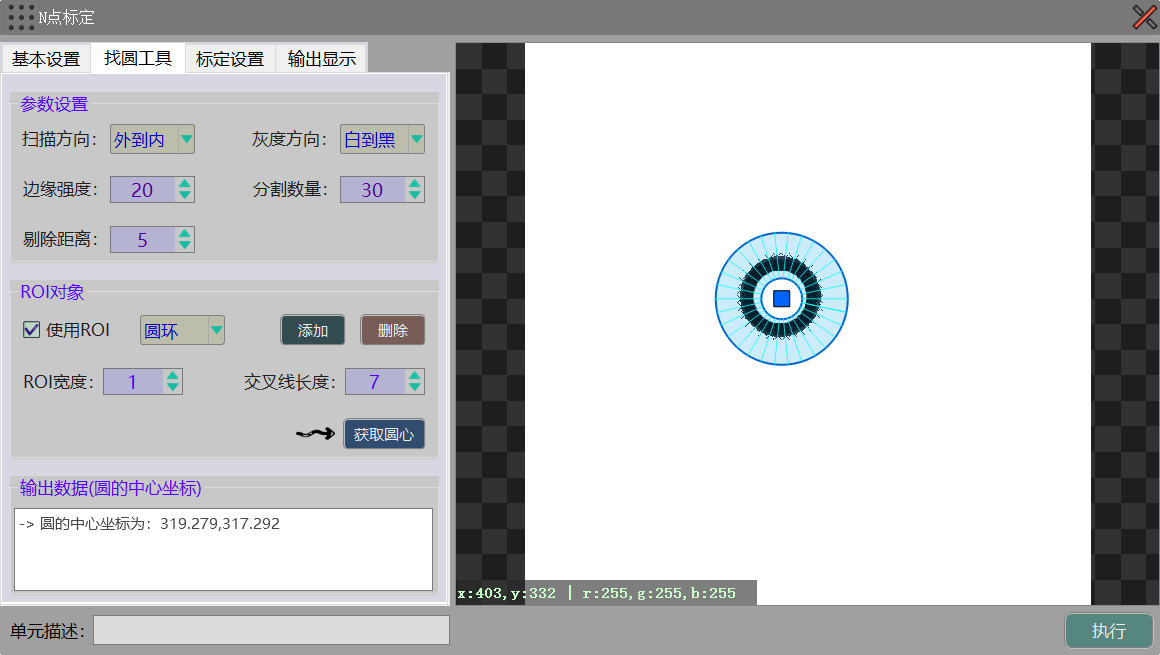 N点标定
基本设置 找圆工具 标定设置 输出显示
参数设置
扫描方向: 外到内 灰度方向: 白到黑
边缘强度: 20 分割数量: 30
剔除距离: 5
ROI对象
使用ROI 圆环 添加 删除
ROI宽度: 1 交叉线长度: 7
获取圆心
输出数据(圆的中心坐标)
-> 圆的中心坐标为: 319.279,317.292
x:403,y:332 | r:255,g:255,b:255
单元描述: 执行